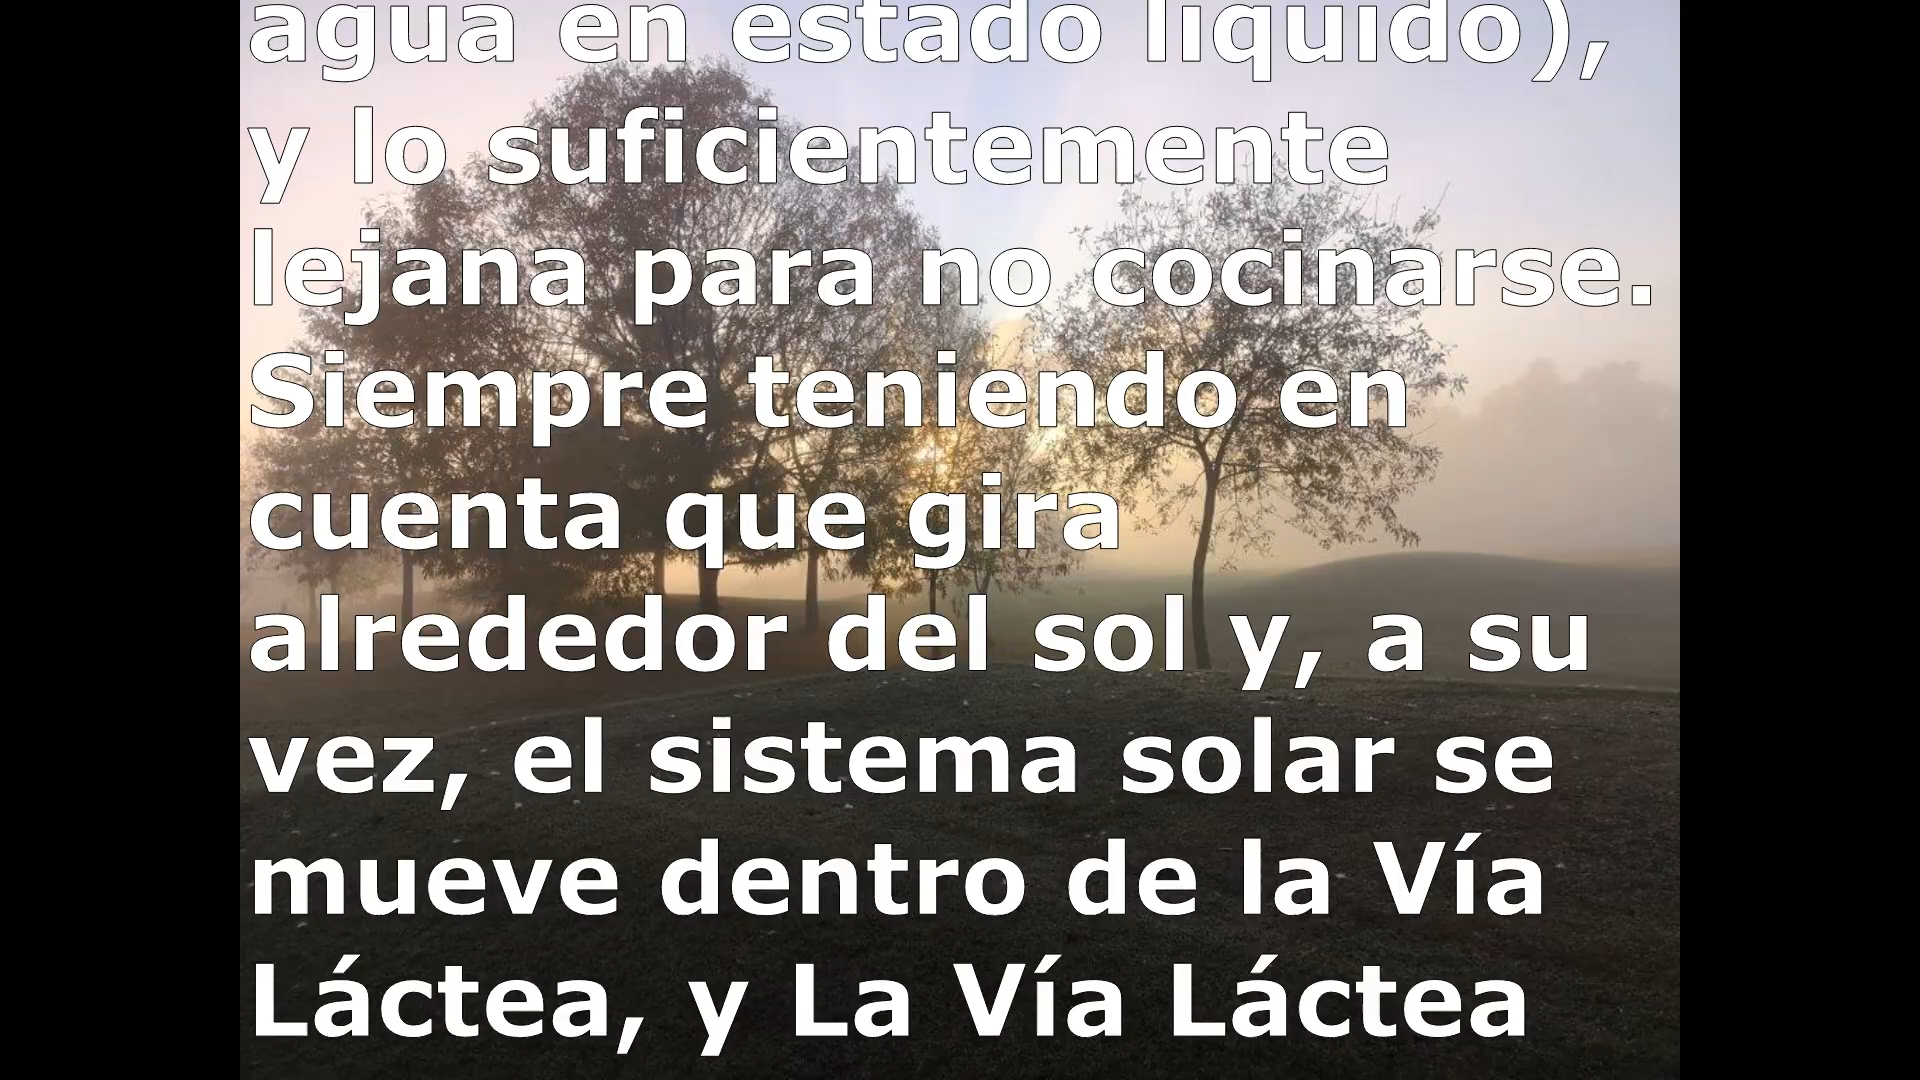 agua en estado líquido),
y lo suficientemente
lejana para no cocinarse.
Siempre teniendo en
cuenta que gira
alrededor del sol y, a su
vez, el sistema solar se
mueve dentro de la Vía
Láctea, y La Vía Láctea